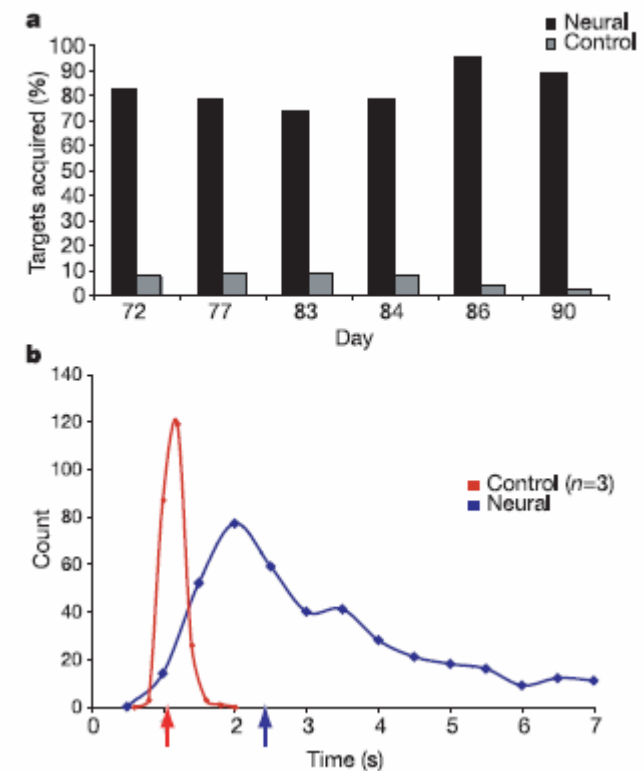 a
Neural
Control
Targets acquired (%)
100
90
80
70
60
50
40
30
20
10
0
72 77 83 84 86 90
Day
b
140
120
100
80
60
40
20
0
Count
Control (n=3)
Neural
0 2 3 4 5 6 7
Time (s)